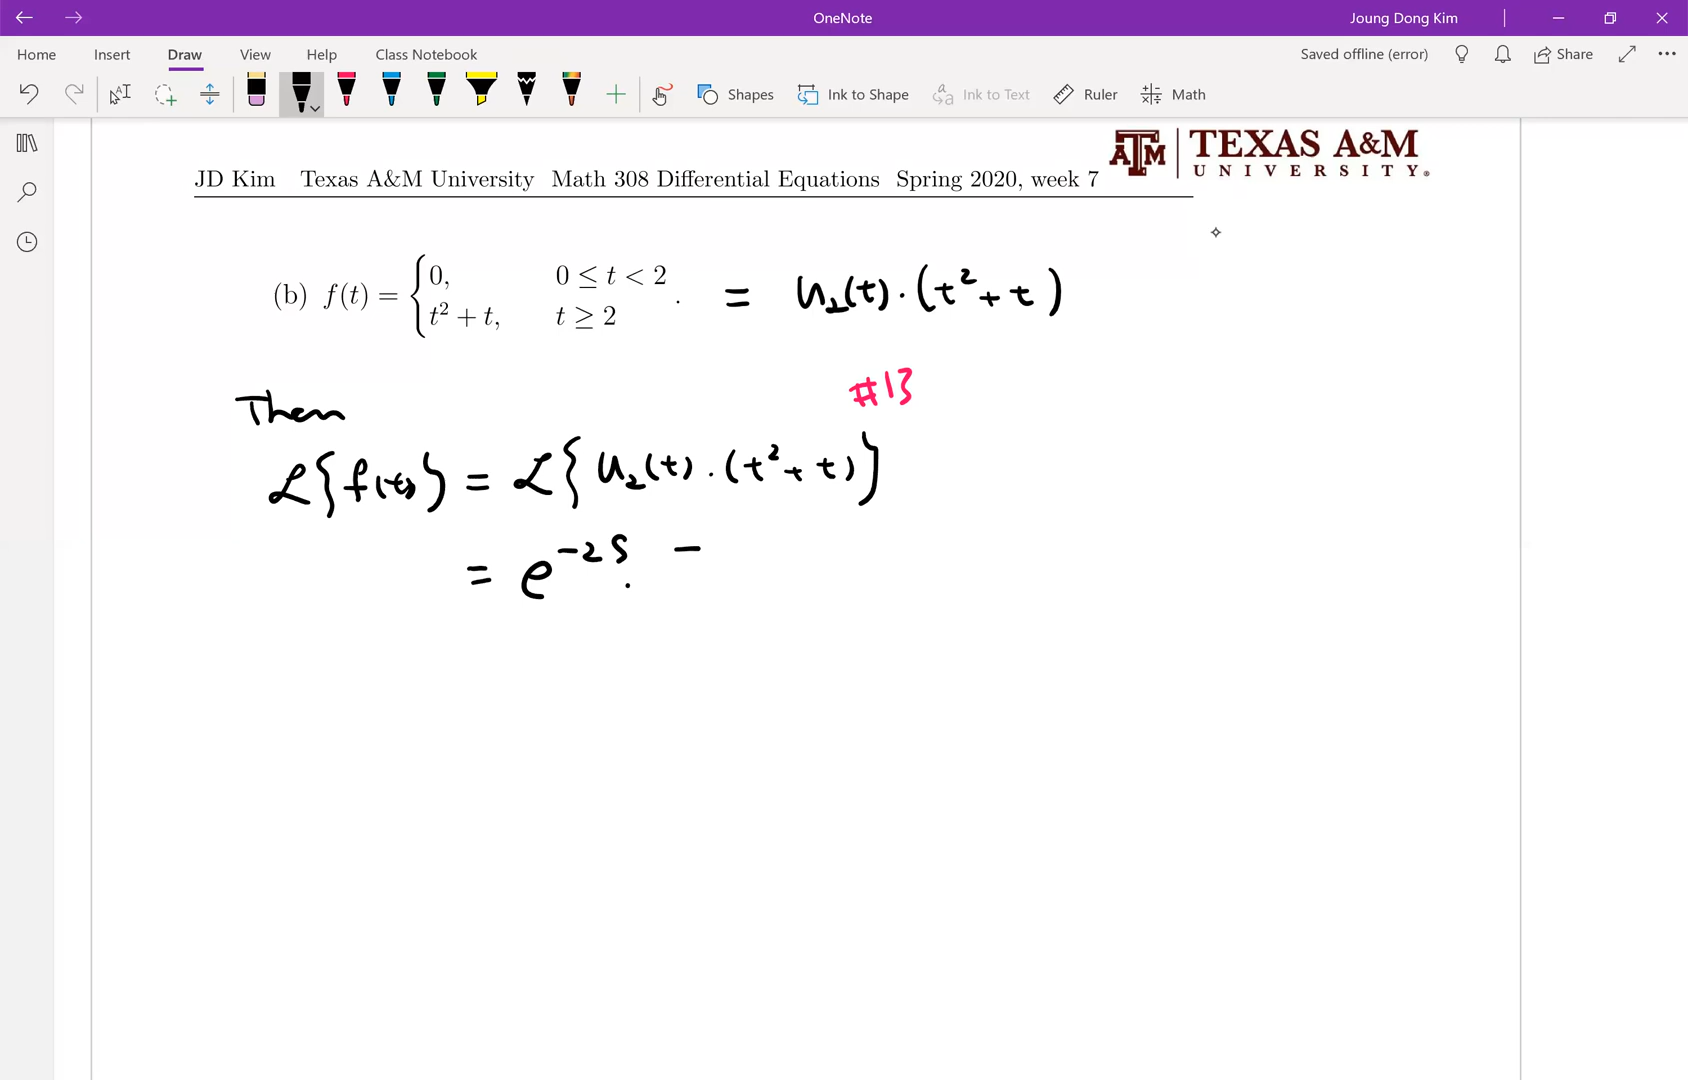 OneNote
Joung Dong Kim
Home Insert Draw View Help Class Notebook
Saved offline (error) Share
Shapes Ink to Shape Ink to Text Ruler Math
TEXAS A&M
UNIVERSITY.
JD Kim Texas A&M University Math 308 Differential Equations Spring 2020, week 7
(b) f(t) = { 0, 0 ≤ t < 2
t² + t, t ≥ 2 . = u₂(t)·(t²+t)
#13
Then
ℒ{f(t)} = ℒ{u₂(t)·(t²+t)}
= e^{-2s}· –